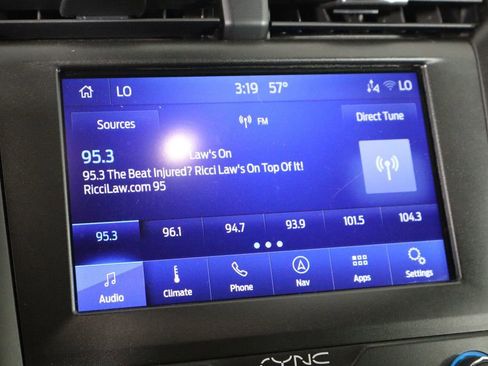 LO 3:19 57° LO
Sources FM Direct Tune
95.3 Law's On
95.3 The Beat Injured? Ricci Law's On Top Of It!
RicciLaw.com 95
95.3 96.1 94.7 93.9 101.5 104.3
Audio Climate Phone Nav Apps Settings
SYNC